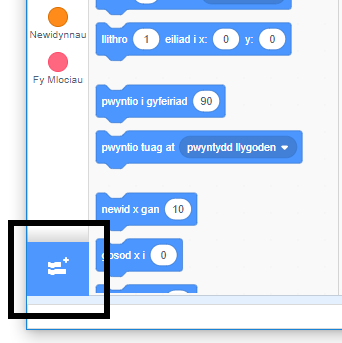 Newidynnau
Fy Mlociau
llithro 1 eiliad i x: 0 y: 0
pwyntio i gyfeiriad 90
pwyntio tuag at pwyntydd llygoden
newid x gan 10
gosod x i 0